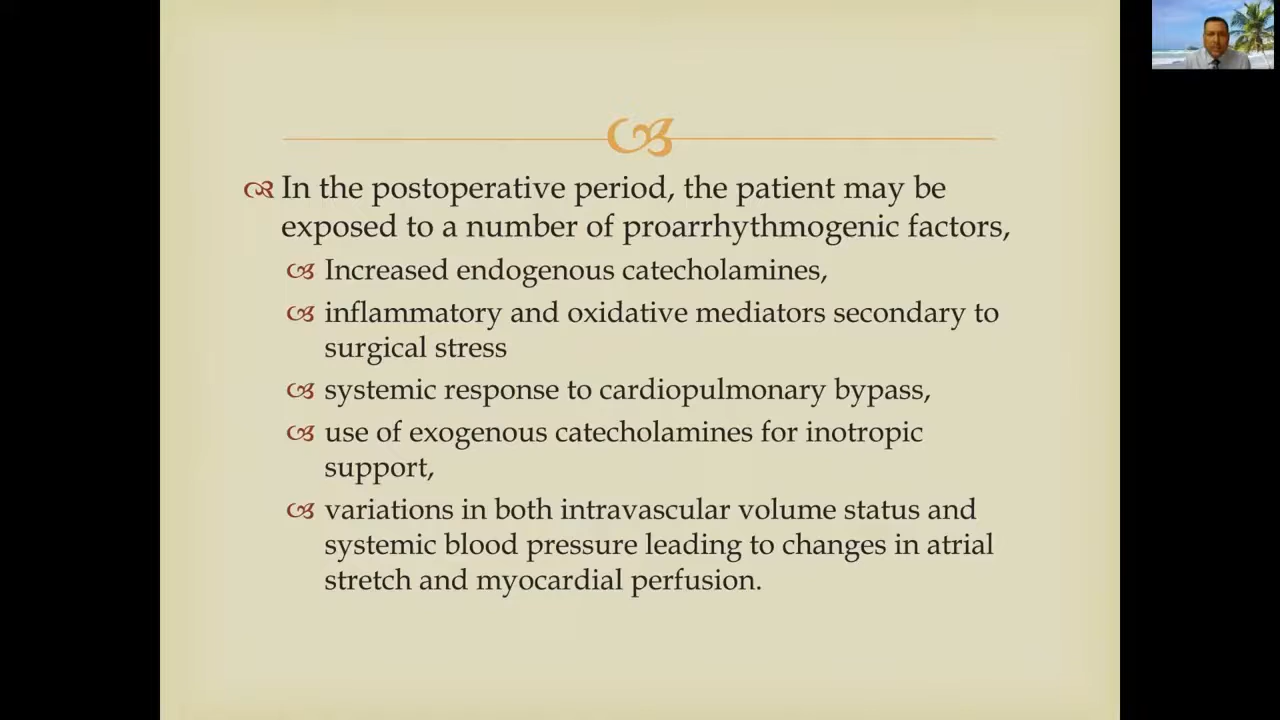 In the postoperative period, the patient may be
exposed to a number of proarrhythmogenic factors,
Increased endogenous catecholamines,
inflammatory and oxidative mediators secondary to
surgical stress
systemic response to cardiopulmonary bypass,
use of exogenous catecholamines for inotropic
support,
variations in both intravascular volume status and
systemic blood pressure leading to changes in atrial
stretch and myocardial perfusion.